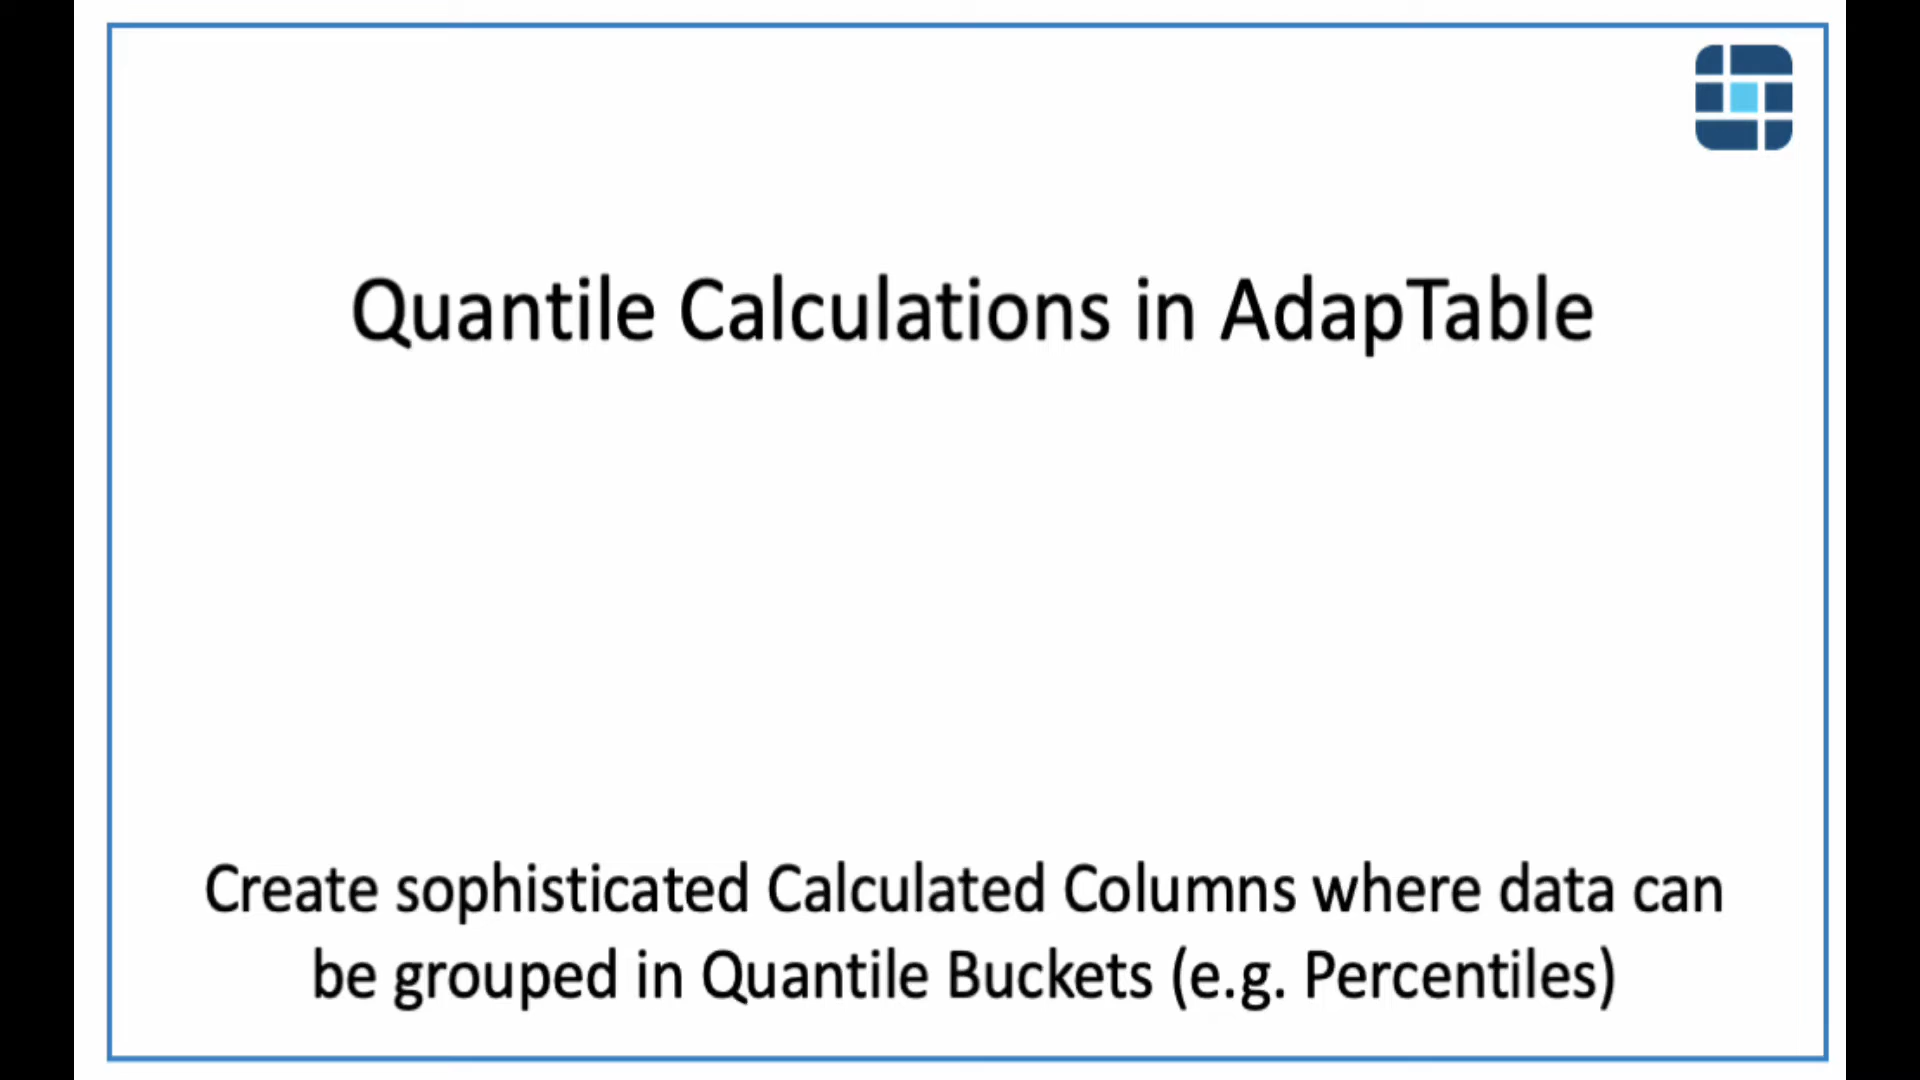 Quantile Calculations in AdapTable
Create sophisticated Calculated Columns where data can
be grouped in Quantile Buckets (e.g. Percentiles)